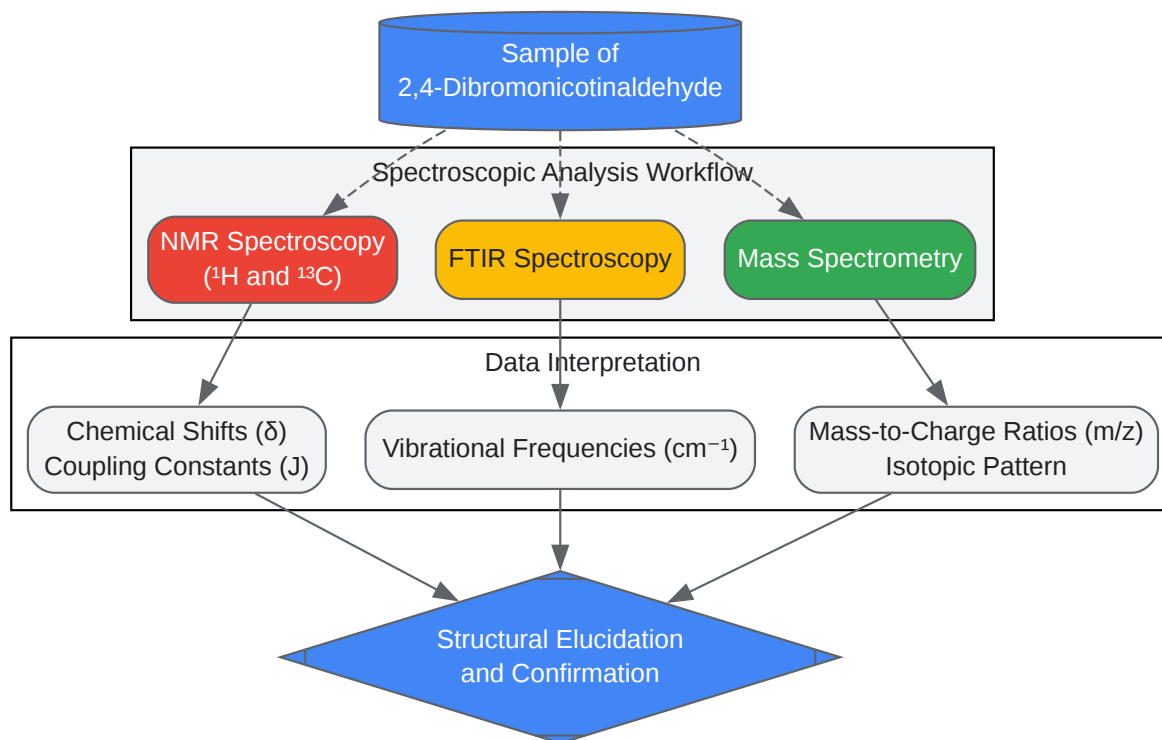 Sample of
2,4-Dibromonicotinaldehyde
Spectroscopic Analysis Workflow
NMR Spectroscopy
(¹H and ¹³C)
FTIR Spectroscopy
Mass Spectrometry
Data Interpretation
Chemical Shifts (δ)
Coupling Constants (J)
Vibrational Frequencies (cm⁻¹)
Mass-to-Charge Ratios (m/z)
Isotopic Pattern
Structural Elucidation
and Confirmation